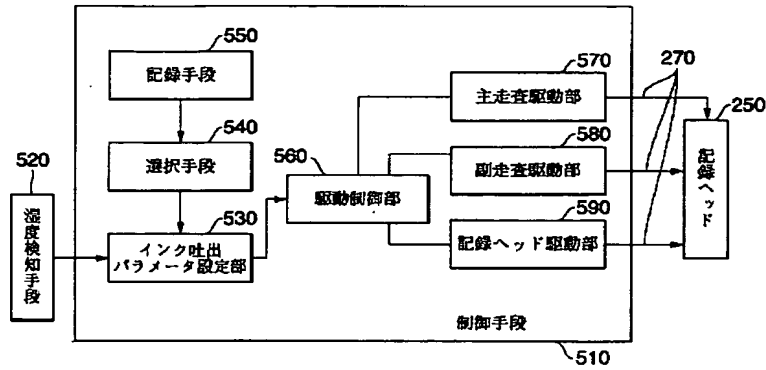 550
記録手段
540
選択手段
520
湿度検知手段
530
インク吐出
パラメータ設定部
560
駆動制御部
570
主走査駆動部
580
副走査駆動部
590
記録ヘッド駆動部
270
250
記録ヘッド
制御手段
510